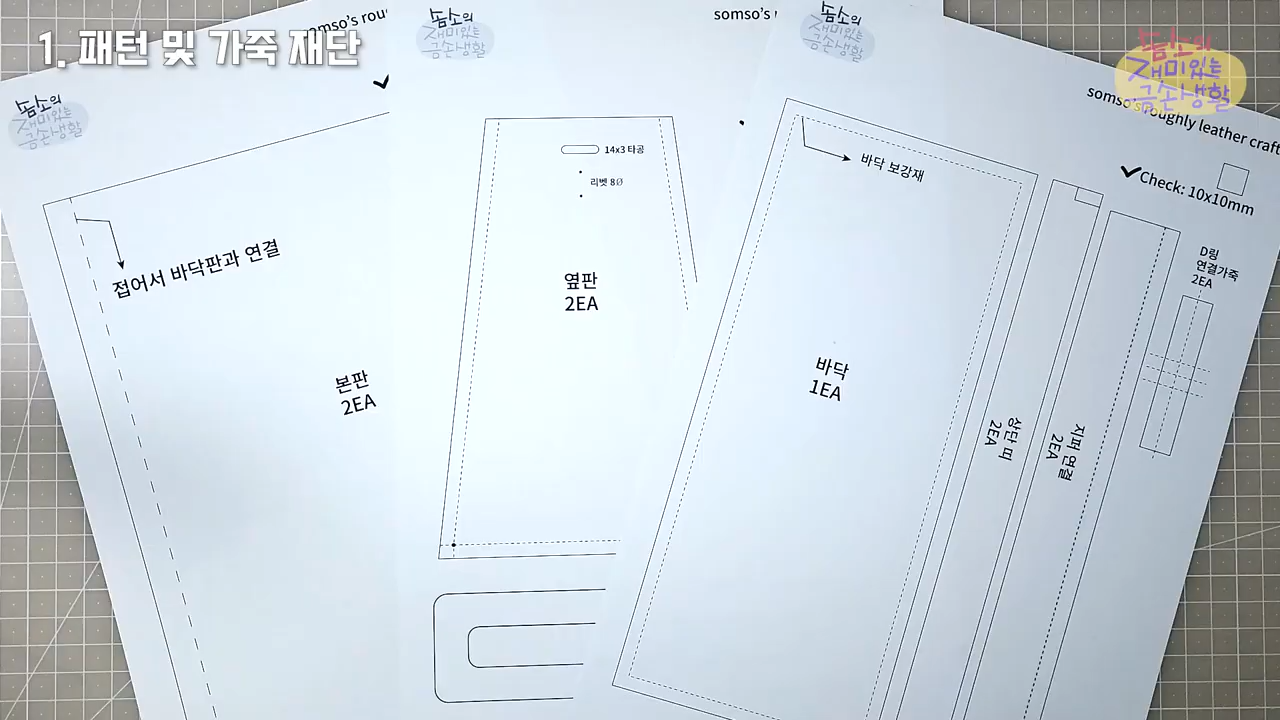 1. 패턴 및 가죽 재단
솜소의
재미있는
금손생활
somso's rou
접어서 바닥판과 연결
본판
2EA
솜소의
재미있는
금손생활
somso's r
14x3 타공
리벳 8Ø
옆판
2EA
솜소의
재미있는
금손생활
somso's roughly leather craft
Check: 10x10mm
바닥 보강재
바닥
1EA
상단 띠
2EA
지퍼 연결
2EA
D링
연결가죽
2EA
솜소의
재미있는
금손생활